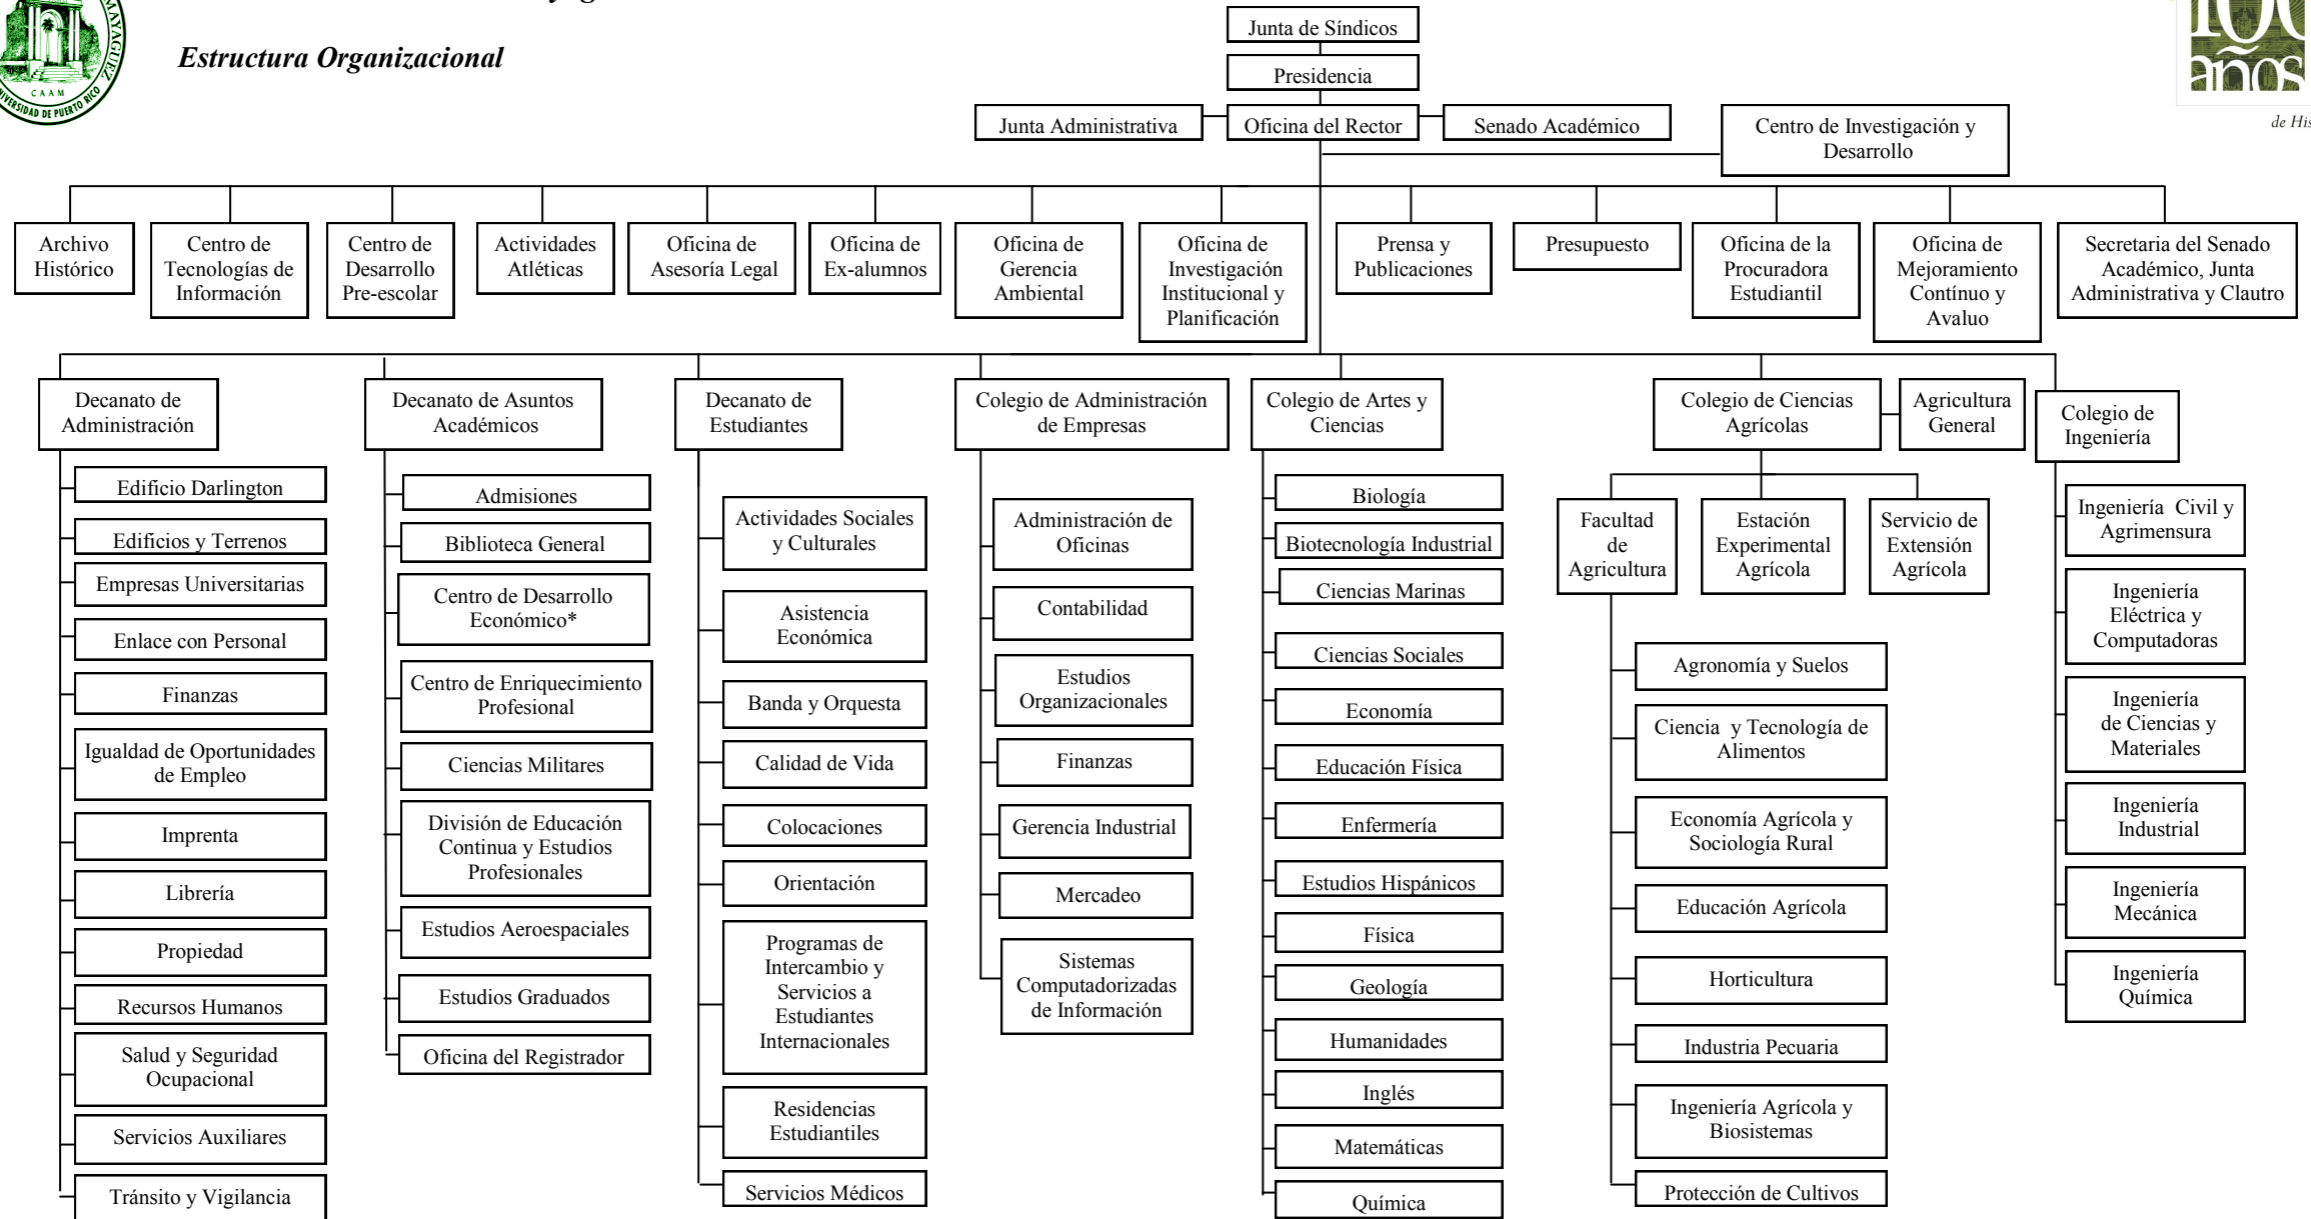 MAYAGUEZ
CAAM
UNIVERSIDAD DE PUERTO RICO
Estructura Organizacional
100
años
Junta de Síndicos
Presidencia
Junta Administrativa
Oficina del Rector
Senado Académico
Centro de Investigación y
Desarrollo
Archivo
Histórico
Centro de
Tecnologías de
Información
Centro de
Desarrollo
Pre-escolar
Actividades
Atléticas
Oficina de
Asesoría Legal
Oficina de
Ex-alumnos
Oficina de
Gerencia
Ambiental
Oficina de
Investigación
Institucional y
Planificación
Prensa y
Publicaciones
Presupuesto
Oficina de la
Procuradora
Estudiantil
Oficina de
Mejoramiento
Contínuo y
Avaluo
Secretaria del Senado
Académico, Junta
Administrativa y Clautro
Decanato de
Administración
Edificio Darlington
Edificios y Terrenos
Empresas Universitarias
Enlace con Personal
Finanzas
Igualdad de Oportunidades
de Empleo
Imprenta
Librería
Propiedad
Recursos Humanos
Salud y Seguridad
Ocupacional
Servicios Auxiliares
Tránsito y Vigilancia
Decanato de Asuntos
Académicos
Admisiones
Biblioteca General
Centro de Desarrollo
Económico*
Centro de Enriquecimiento
Profesional
Ciencias Militares
División de Educación
Continua y Estudios
Profesionales
Estudios Aeroespaciales
Estudios Graduados
Oficina del Registrador
Decanato de
Estudiantes
Actividades Sociales
y Culturales
Asistencia
Económica
Banda y Orquesta
Calidad de Vida
Colocaciones
Orientación
Programas de
Intercambio y
Servicios a
Estudiantes
Internacionales
Residencias
Estudiantiles
Servicios Médicos
Colegio de Administración
de Empresas
Administración de
Oficinas
Contabilidad
Estudios
Organizacionales
Finanzas
Gerencia Industrial
Mercadeo
Sistemas
Computadorizadas
de Información
Colegio de Artes y
Ciencias
Biología
Biotecnología Industrial
Ciencias Marinas
Ciencias Sociales
Economía
Educación Física
Enfermería
Estudios Hispánicos
Física
Geología
Humanidades
Inglés
Matemáticas
Química
Colegio de Ciencias
Agrícolas
Agricultura
General
Facultad
de
Agricultura
Estación
Experimental
Agrícola
Servicio de
Extensión
Agrícola
Agronomía y Suelos
Ciencia y Tecnología de
Alimentos
Economía Agrícola y
Sociología Rural
Educación Agrícola
Horticultura
Industria Pecuaria
Ingeniería Agrícola y
Biosistemas
Protección de Cultivos
Colegio de
Ingeniería
Ingeniería Civil y
Agrimensura
Ingeniería
Eléctrica y
Computadoras
Ingeniería
de Ciencias y
Materiales
Ingeniería
Industrial
Ingeniería
Mecánica
Ingeniería
Química